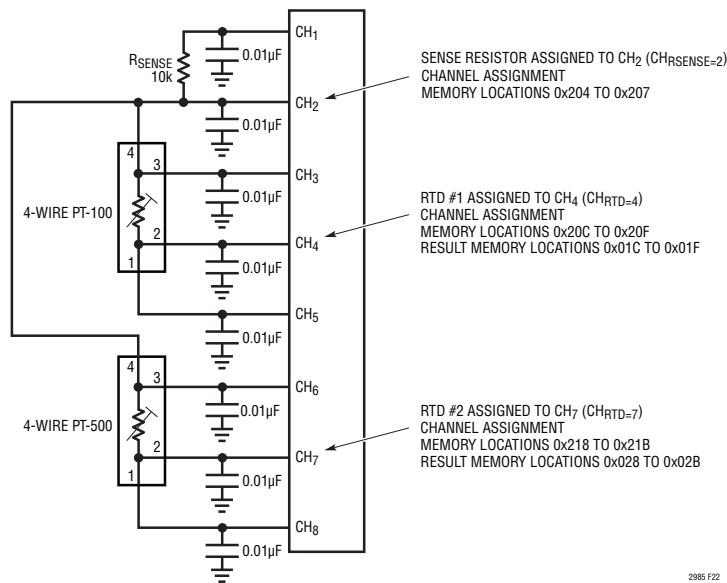 CH1
0.01µF
RSENSE
10k
CH2
0.01µF
SENSE RESISTOR ASSIGNED TO CH2 (CHRSENSE=2)
CHANNEL ASSIGNMENT
MEMORY LOCATIONS 0x204 TO 0x207
4
3
CH3
0.01µF
4-WIRE PT-100
2
CH4
0.01µF
1
RTD #1 ASSIGNED TO CH4 (CHRTD=4)
CHANNEL ASSIGNMENT
MEMORY LOCATIONS 0x20C TO 0x20F
RESULT MEMORY LOCATIONS 0x01C TO 0x01F
CH5
0.01µF
4
3
CH6
0.01µF
4-WIRE PT-500
2
CH7
0.01µF
1
RTD #2 ASSIGNED TO CH7 (CHRTD=7)
CHANNEL ASSIGNMENT
MEMORY LOCATIONS 0x218 TO 0x21B
RESULT MEMORY LOCATIONS 0x028 TO 0x02B
CH8
0.01µF
2985 F22